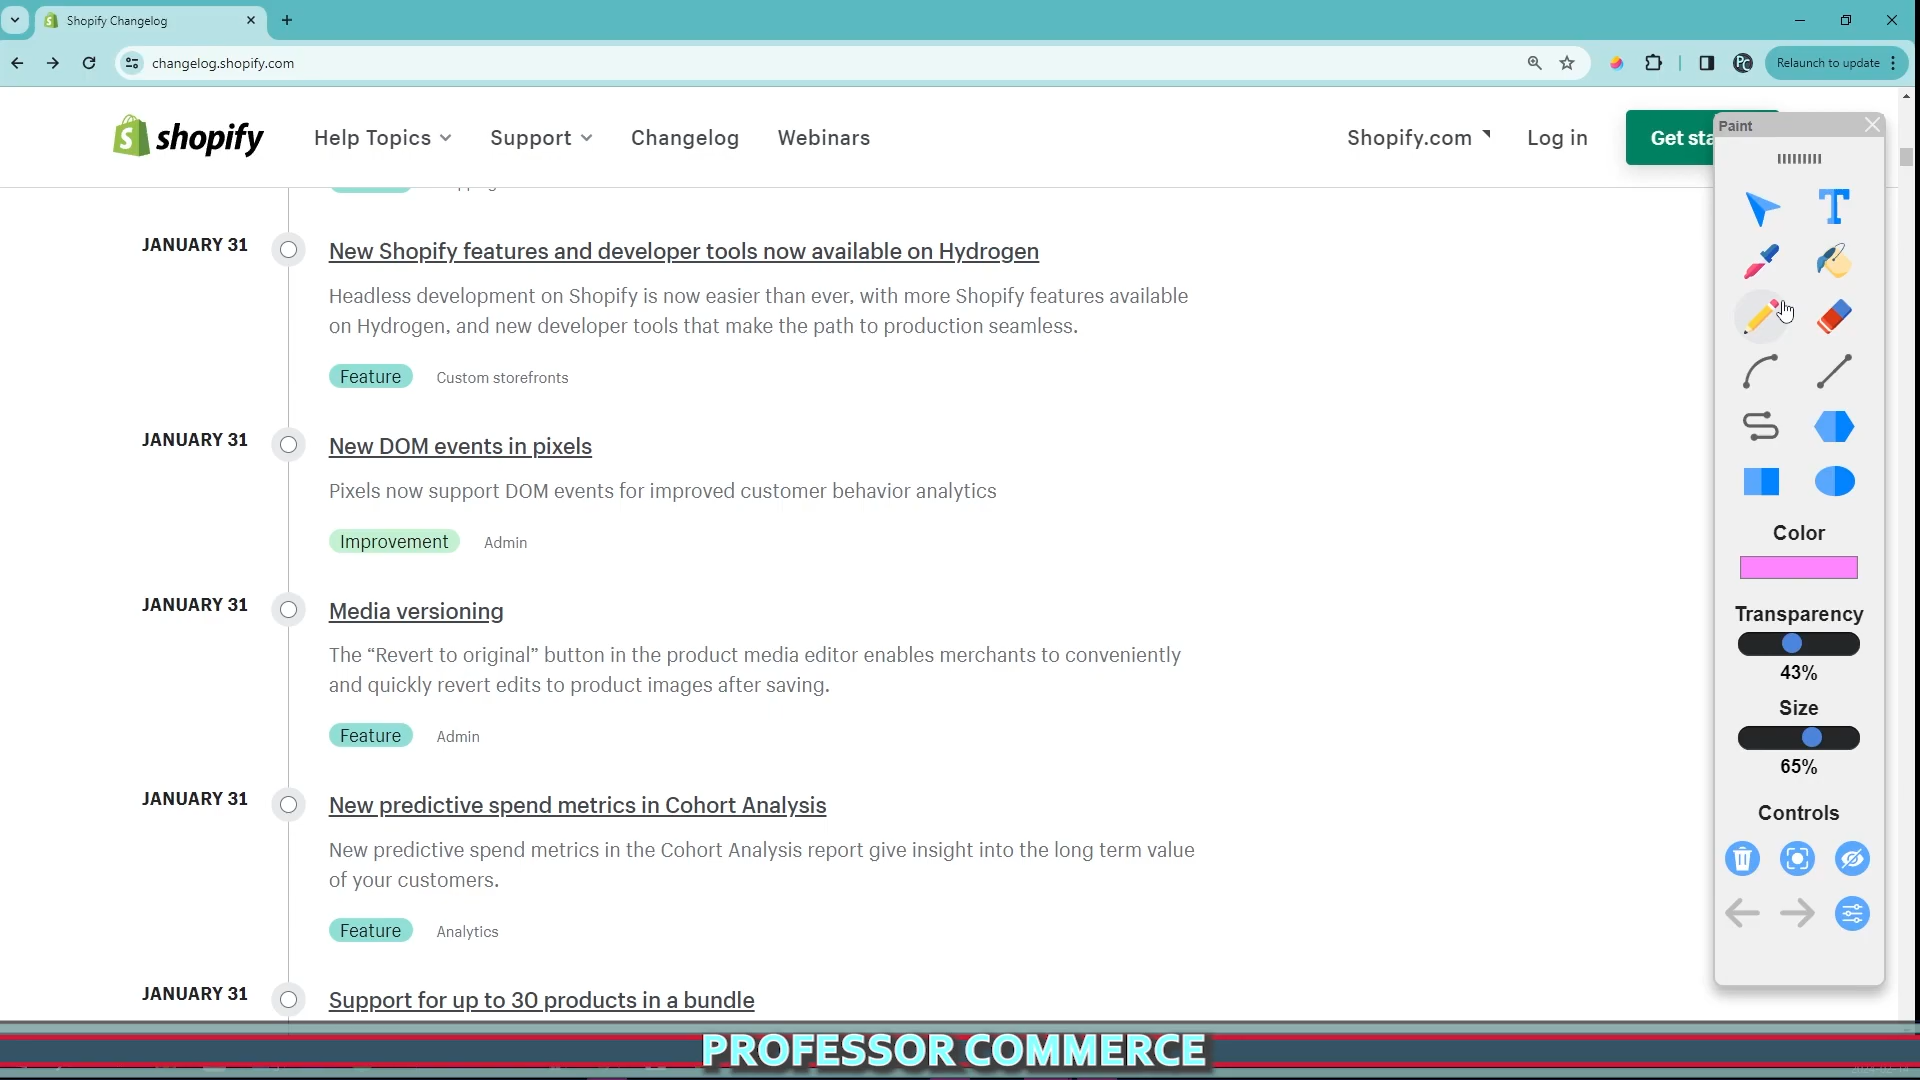 Shopify Changelog
changelog.shopify.com
PC
Relaunch to update
shopify
Help Topics
Support
Changelog
Webinars
Shopify.com
Log in
Get sta
Paint
JANUARY 31
New Shopify features and developer tools now available on Hydrogen
Headless development on Shopify is now easier than ever, with more Shopify features available
on Hydrogen, and new developer tools that make the path to production seamless.
Feature
Custom storefronts
JANUARY 31
New DOM events in pixels
Pixels now support DOM events for improved customer behavior analytics
Improvement
Admin
JANUARY 31
Media versioning
The “Revert to original” button in the product media editor enables merchants to conveniently
and quickly revert edits to product images after saving.
Feature
Admin
JANUARY 31
New predictive spend metrics in Cohort Analysis
New predictive spend metrics in the Cohort Analysis report give insight into the long term value
of your customers.
Feature
Analytics
JANUARY 31
Support for up to 30 products in a bundle
Color
Transparency
43%
Size
65%
Controls
PROFESSOR COMMERCE